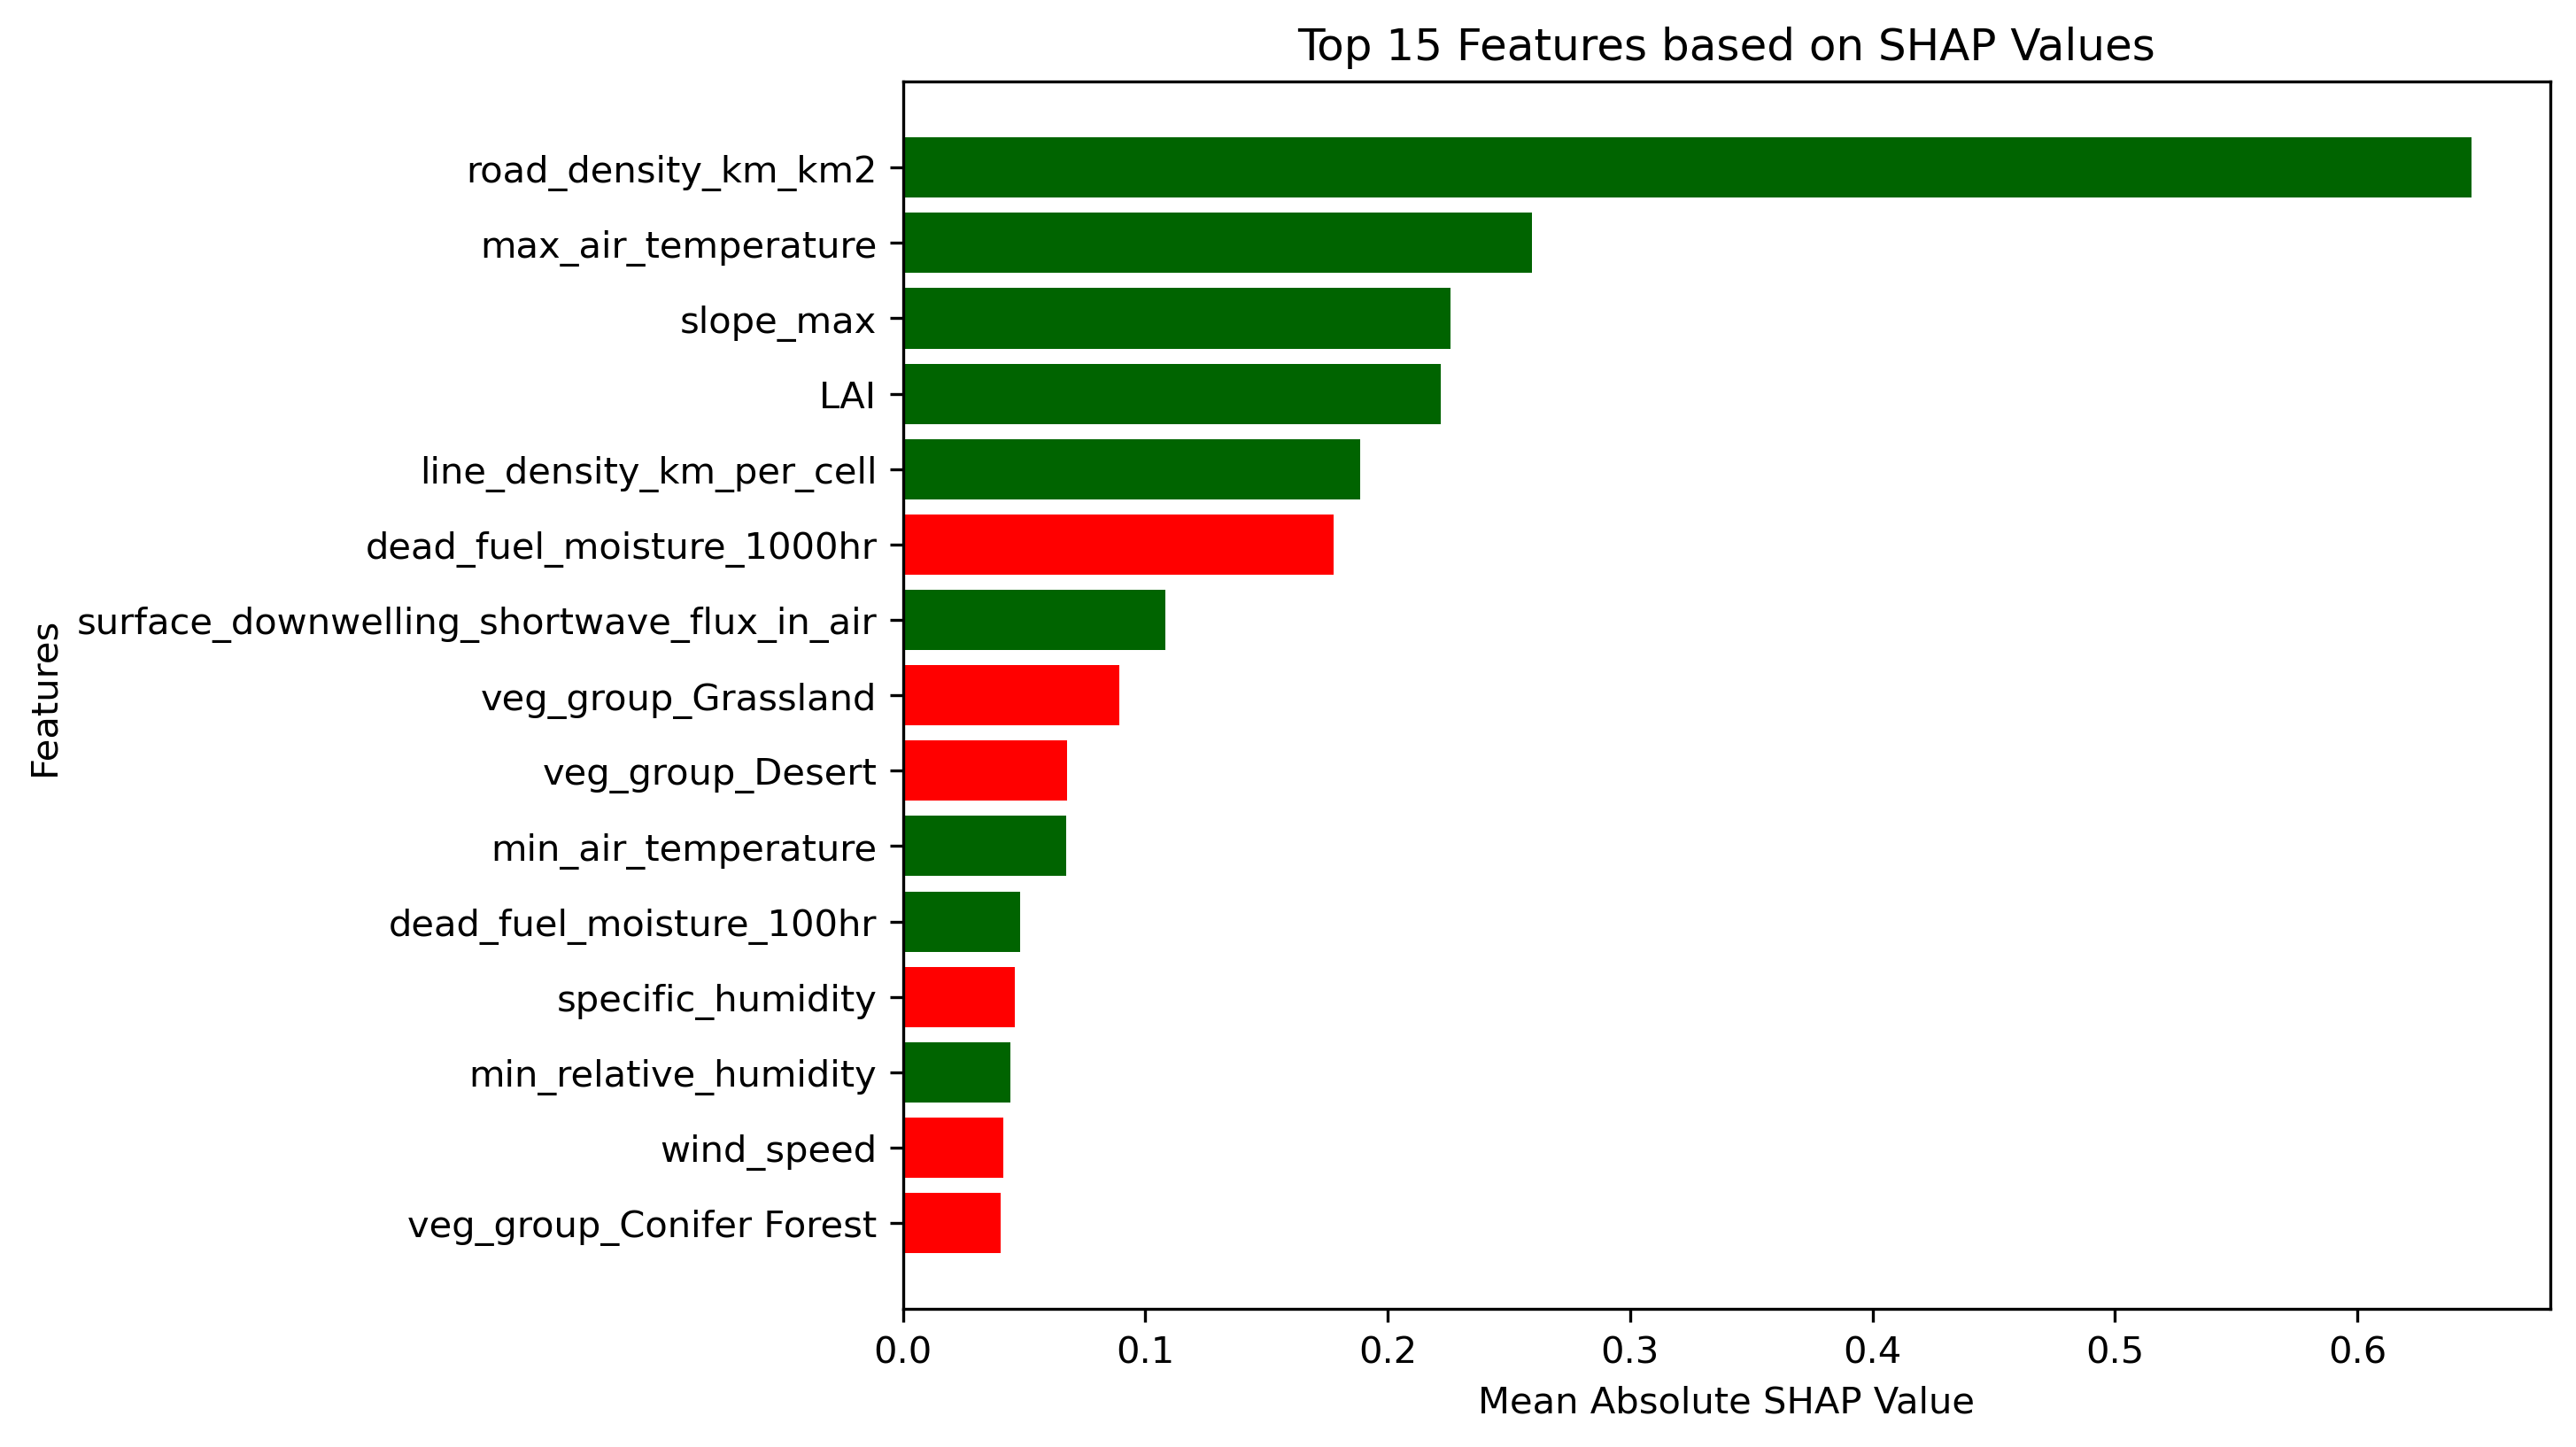 Top 15 Features based on SHAP Values
road_density_km_km2
max_air_temperature
slope_max
LAI
line_density_km_per_cell
dead_fuel_moisture_1000hr
surface_downwelling_shortwave_flux_in_air
veg_group_Grassland
veg_group_Desert
min_air_temperature
dead_fuel_moisture_100hr
specific_humidity
min_relative_humidity
wind_speed
veg_group_Conifer Forest
Features
0.0 0.1 0.2 0.3 0.4 0.5 0.6
Mean Absolute SHAP Value